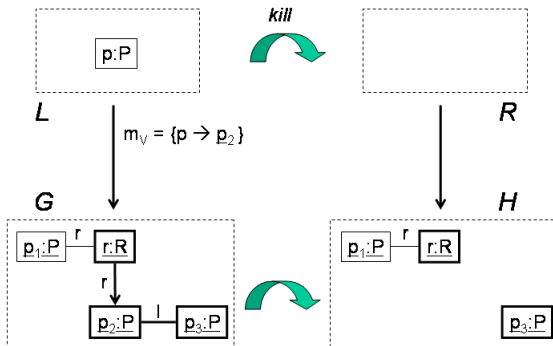 kill
p:P
L
R
m_V = {p → p_2}
G
H
p_1:P
r
r:R
p_1:P
r
r:R
r
p_2:P
l
p_3:P
p_3:P